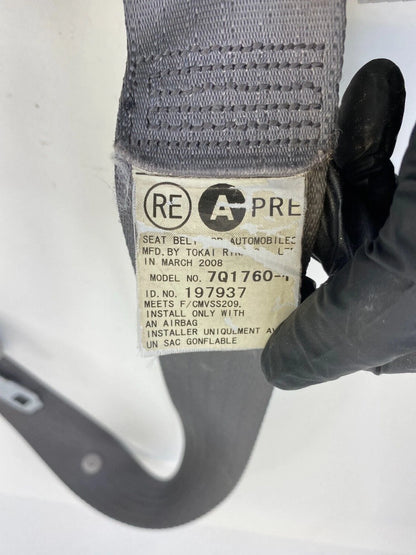 RE A PRE
SEAT BELT AUTOMOBILES
MFD. BY TOKAI
IN MARCH 2008
MODEL NO. 7Q1760-
ID. NO. 197937
MEETS F/CMVSS209.
INSTALL ONLY WITH
AN AIRBAG
INSTALLER UNIQUEMENT
UN SAC GONFLABLE